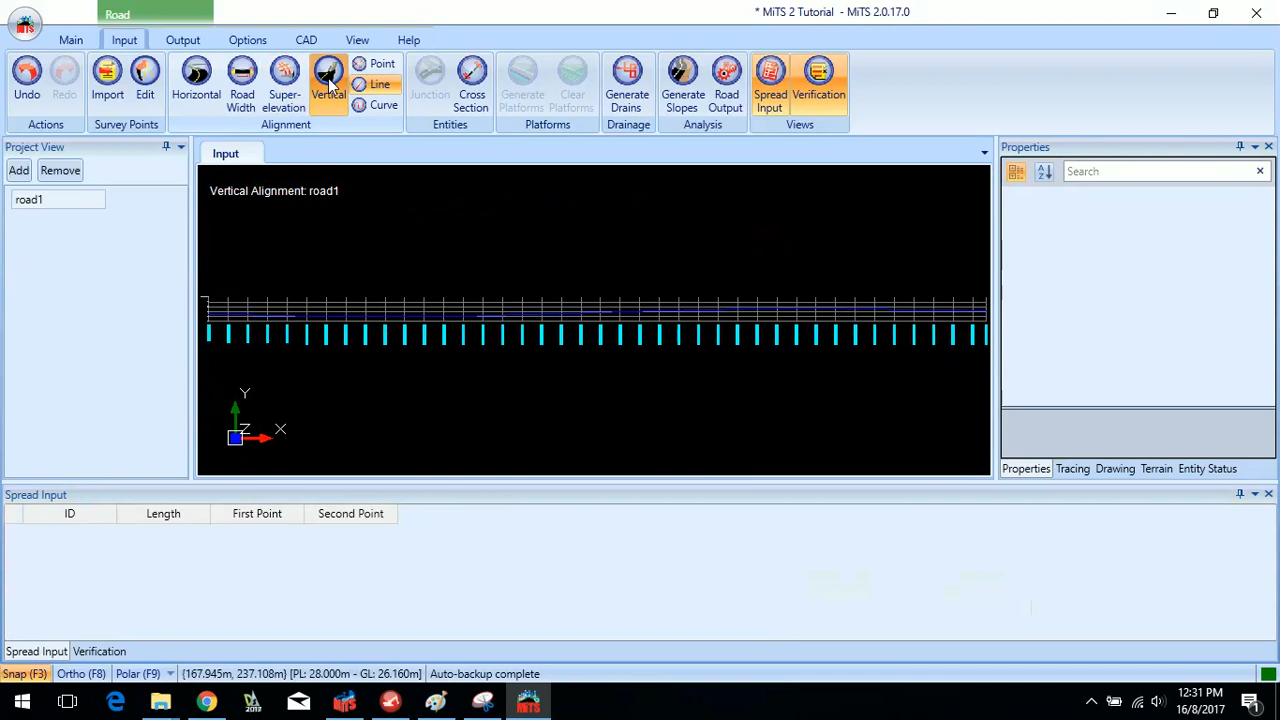 Road
* MiTS 2 Tutorial - MiTS 2.0.17.0
MiTS
Main Input Output Options CAD View Help
Undo Redo Import Edit Horizontal Road Width Super-elevation Vertical Point Line Curve Junction Cross Section Generate Platforms Clear Platforms Generate Drains Generate Slopes Road Output Spread Input Verification
Actions Survey Points Alignment Entities Platforms Drainage Analysis Views
Project View Input Properties
Add Remove Search
road1
Vertical Alignment: road1
Y
Z X
Properties Tracing Drawing Terrain Entity Status
Spread Input
ID Length First Point Second Point
Spread Input Verification
Snap (F3) Ortho (F8) Polar (F9) {167.945m, 237.108m} [PL: 28.000m - GL: 26.160m] Auto-backup complete
12:31 PM
16/8/2017